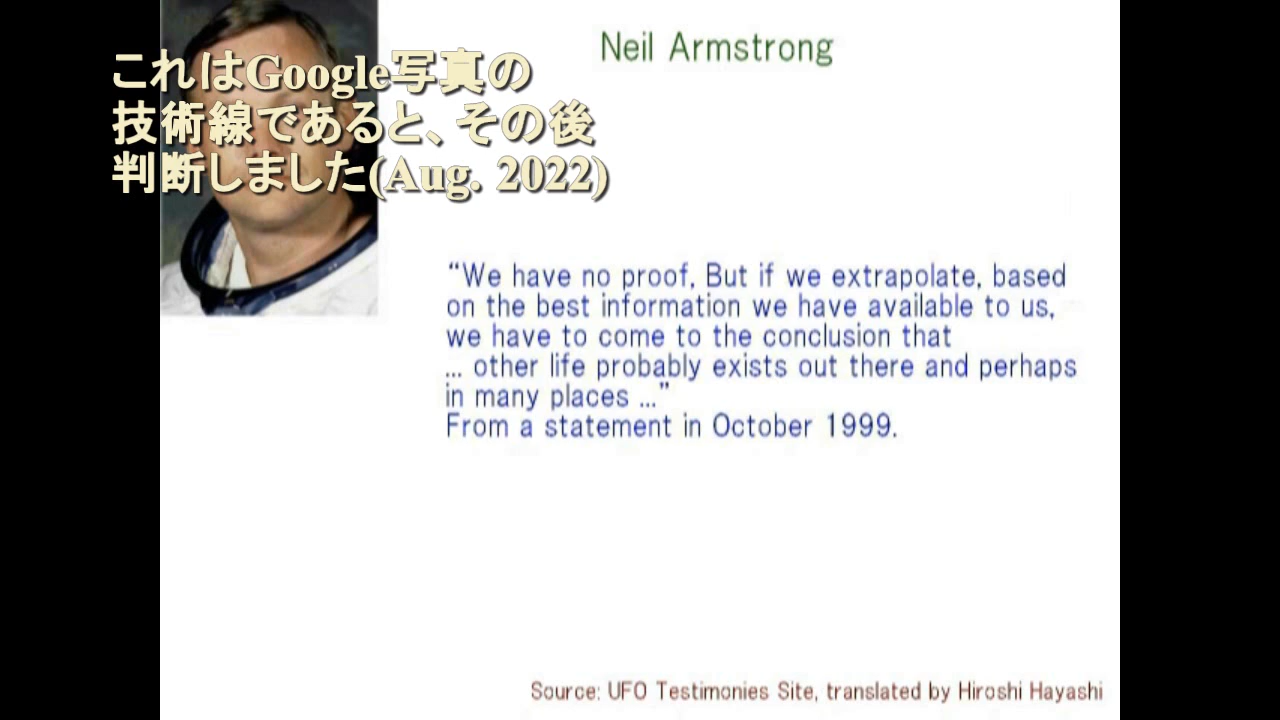 Neil Armstrong
これはGoogle写真の
技術線であると、その後
判断しました(Aug. 2022)
“We have no proof, But if we extrapolate, based
on the best information we have available to us,
we have to come to the conclusion that
... other life probably exists out there and perhaps
in many places ...”
From a statement in October 1999.
Source: UFO Testimonies Site, translated by Hiroshi Hayashi